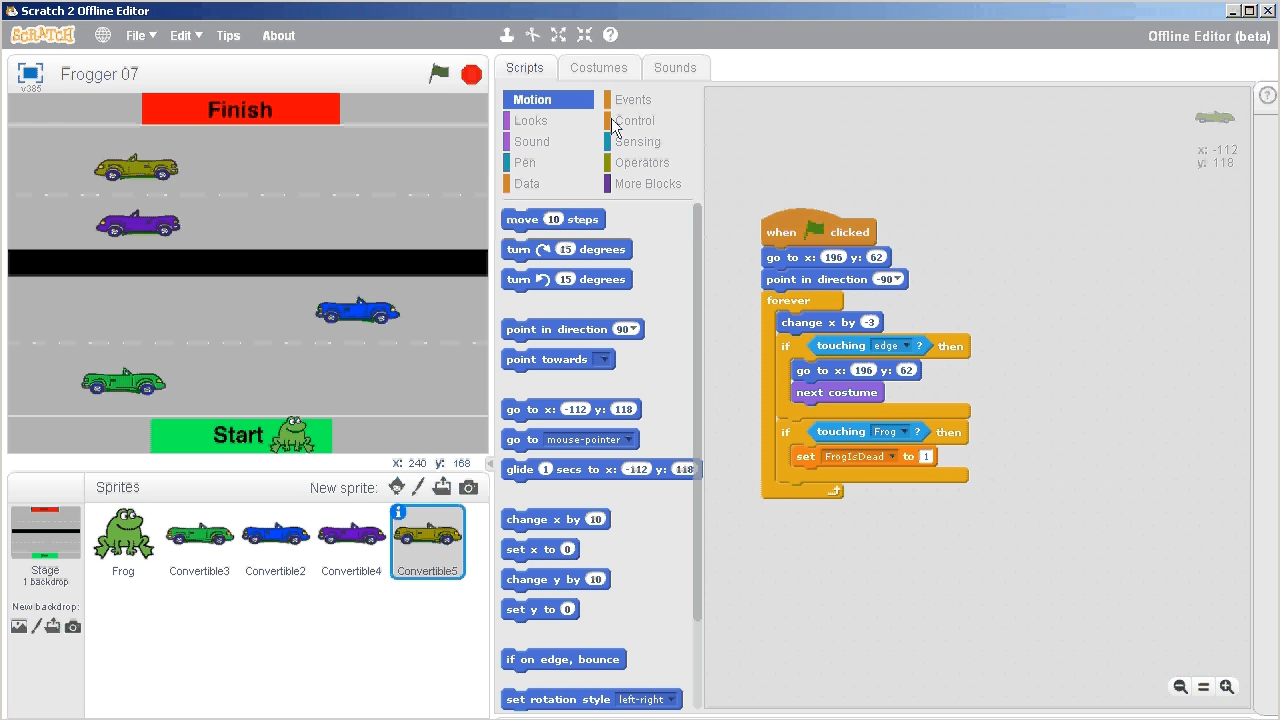 Scratch 2 Offline Editor
SCRATCH
File Edit Tips About
Offline Editor (beta)
v385
Frogger 07
Finish
Start
x: 240 y: 168
Sprites
New sprite:
Stage
1 backdrop
New backdrop:
Frog
Convertible3
Convertible2
Convertible4
Convertible5
Scripts
Costumes
Sounds
Motion
Events
Looks
Control
Sound
Sensing
Pen
Operators
Data
More Blocks
move 10 steps
turn 15 degrees
turn 15 degrees
point in direction 90
point towards
go to x: -112 y: 118
go to mouse-pointer
glide 1 secs to x: -112 y: 118
change x by 10
set x to 0
change y by 10
set y to 0
if on edge, bounce
set rotation style left-right
x: -112
y: 118
when clicked
go to x: 196 y: 62
point in direction -90
forever
change x by -3
if touching edge ? then
go to x: 196 y: 62
next costume
if touching Frog ? then
set FrogIsDead to 1